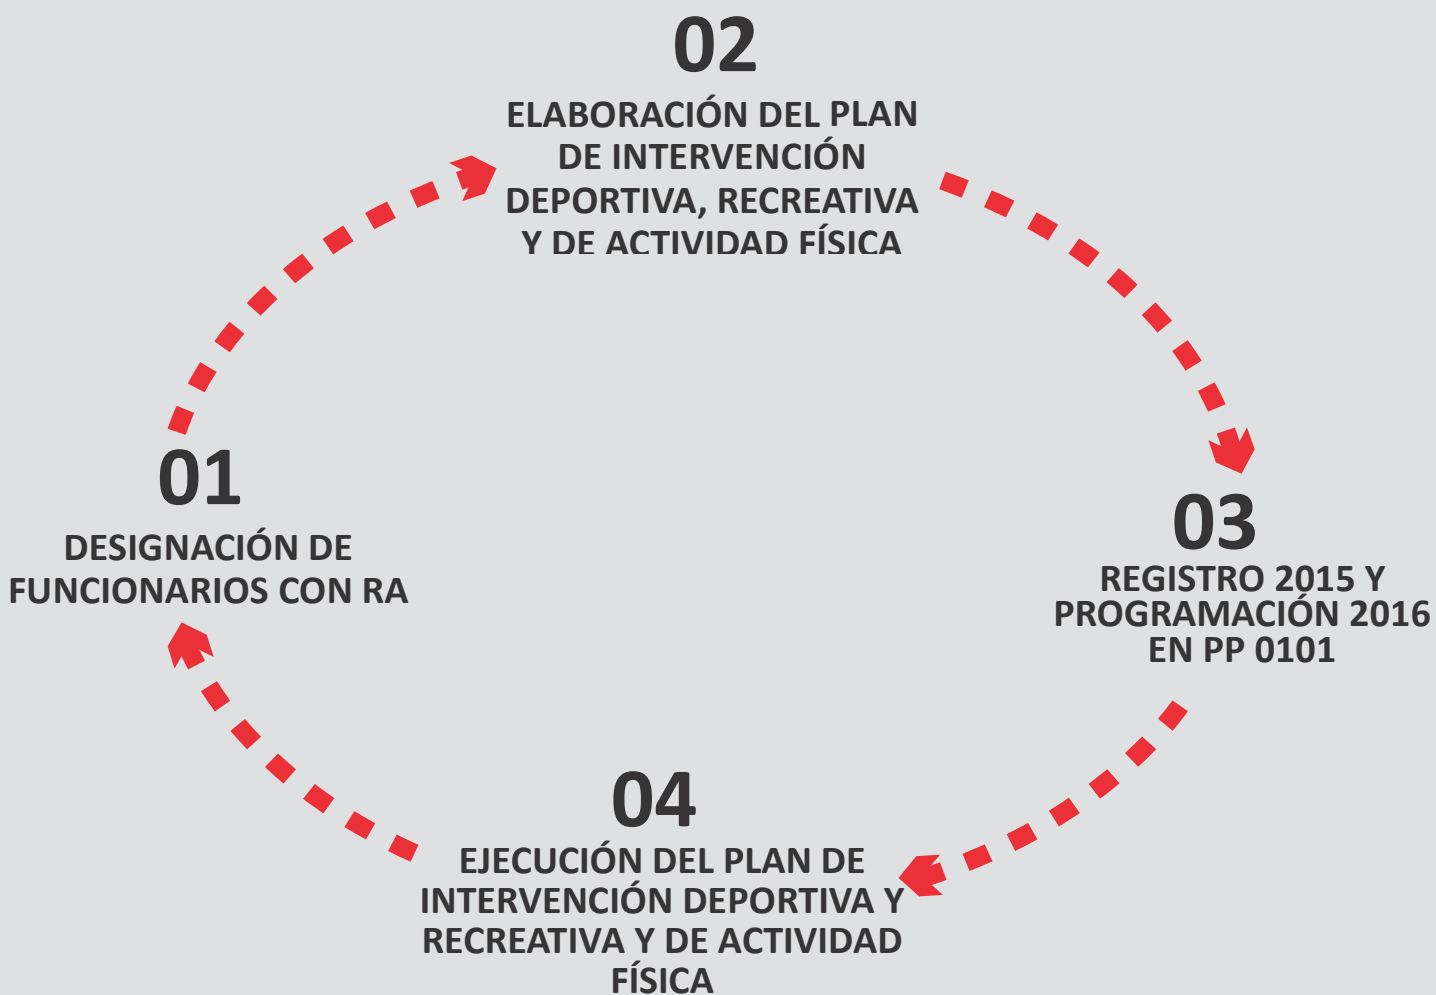 02
ELABORACIÓN DEL PLAN
DE INTERVENCIÓN
DEPORTIVA, RECREATIVA
Y DE ACTIVIDAD FÍSICA
01
DESIGNACIÓN DE
FUNCIONARIOS CON RA
03
REGISTRO 2015 Y
PROGRAMACIÓN 2016
EN PP 0101
04
EJECUCIÓN DEL PLAN DE
INTERVENCIÓN DEPORTIVA Y
RECREATIVA Y DE ACTIVIDAD
FÍSICA